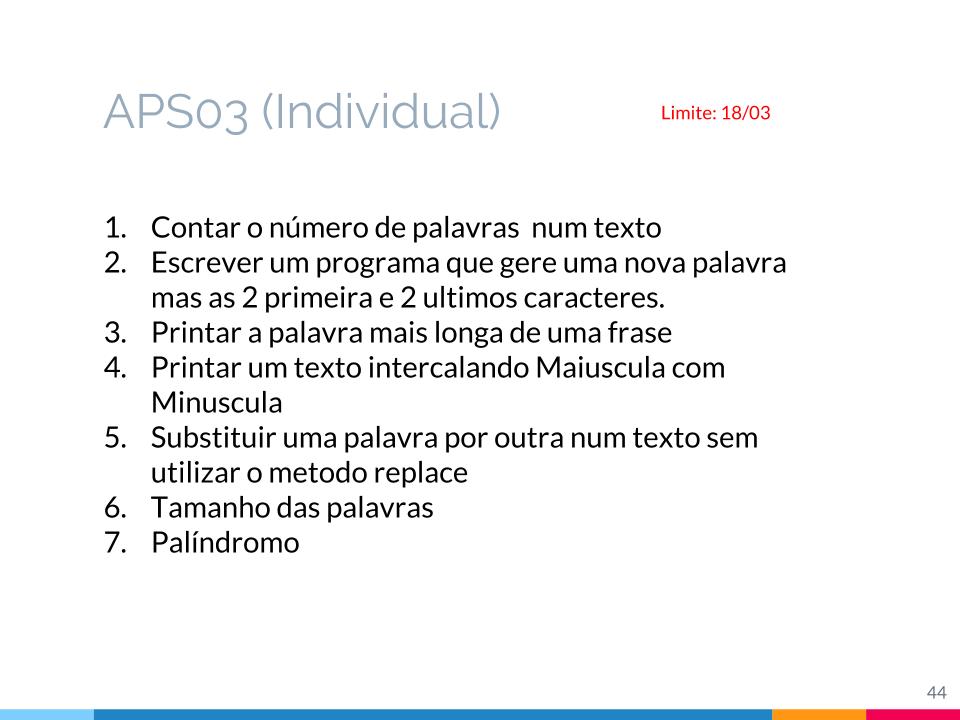 APS03 (Individual)
Limite: 18/03
1. Contar o número de palavras  num texto
2. Escrever um programa que gere uma nova palavra
mas as 2 primeira e 2 ultimos caracteres.
3. Printar a palavra mais longa de uma frase
4. Printar um texto intercalando Maiuscula com
Minuscula
5. Substituir uma palavra por outra num texto sem
utilizar o metodo replace
6. Tamanho das palavras
7. Palíndromo
44